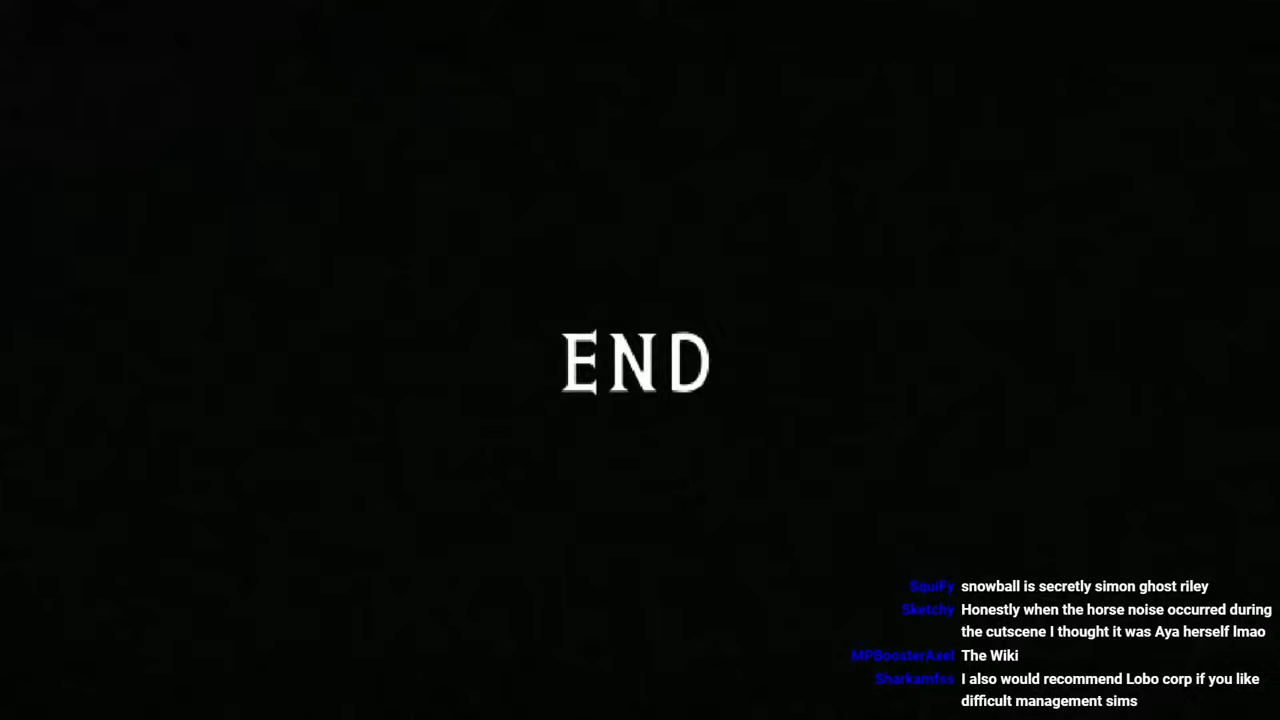 END
SquiFy snowball is secretly simon ghost riley
Sketchy Honestly when the horse noise occurred during
the cutscene I thought it was Aya herself lmao
MPBoosterAxel The Wiki
Sharkamfss I also would recommend Lobo corp if you like
difficult management sims